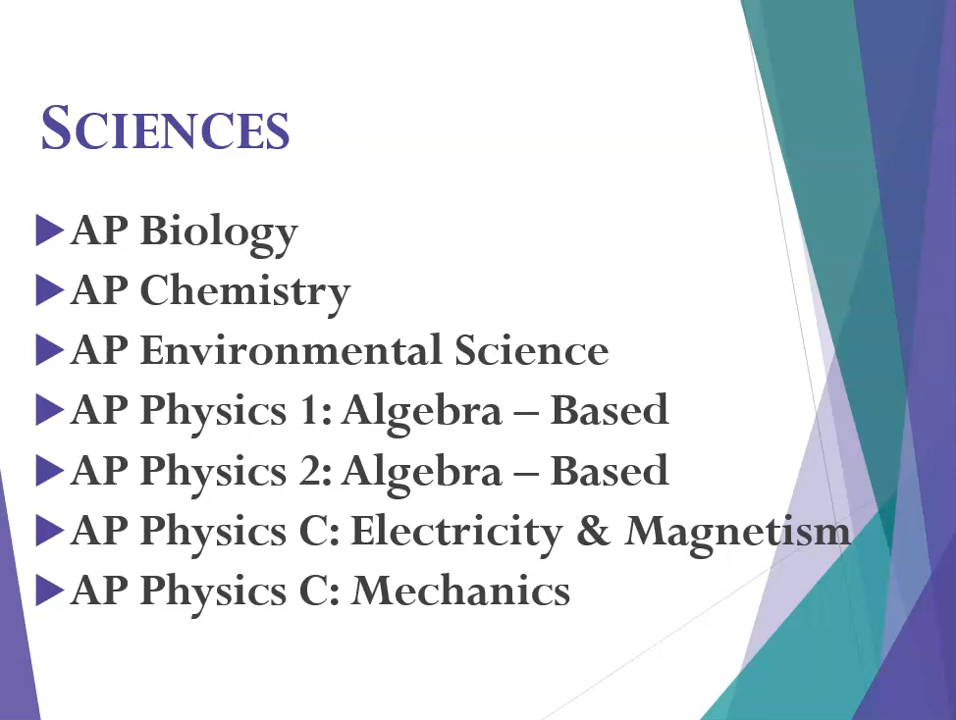 SCIENCES
AP Biology
AP Chemistry
AP Environmental Science
AP Physics 1: Algebra – Based
AP Physics 2: Algebra – Based
AP Physics C: Electricity & Magnetism
AP Physics C: Mechanics